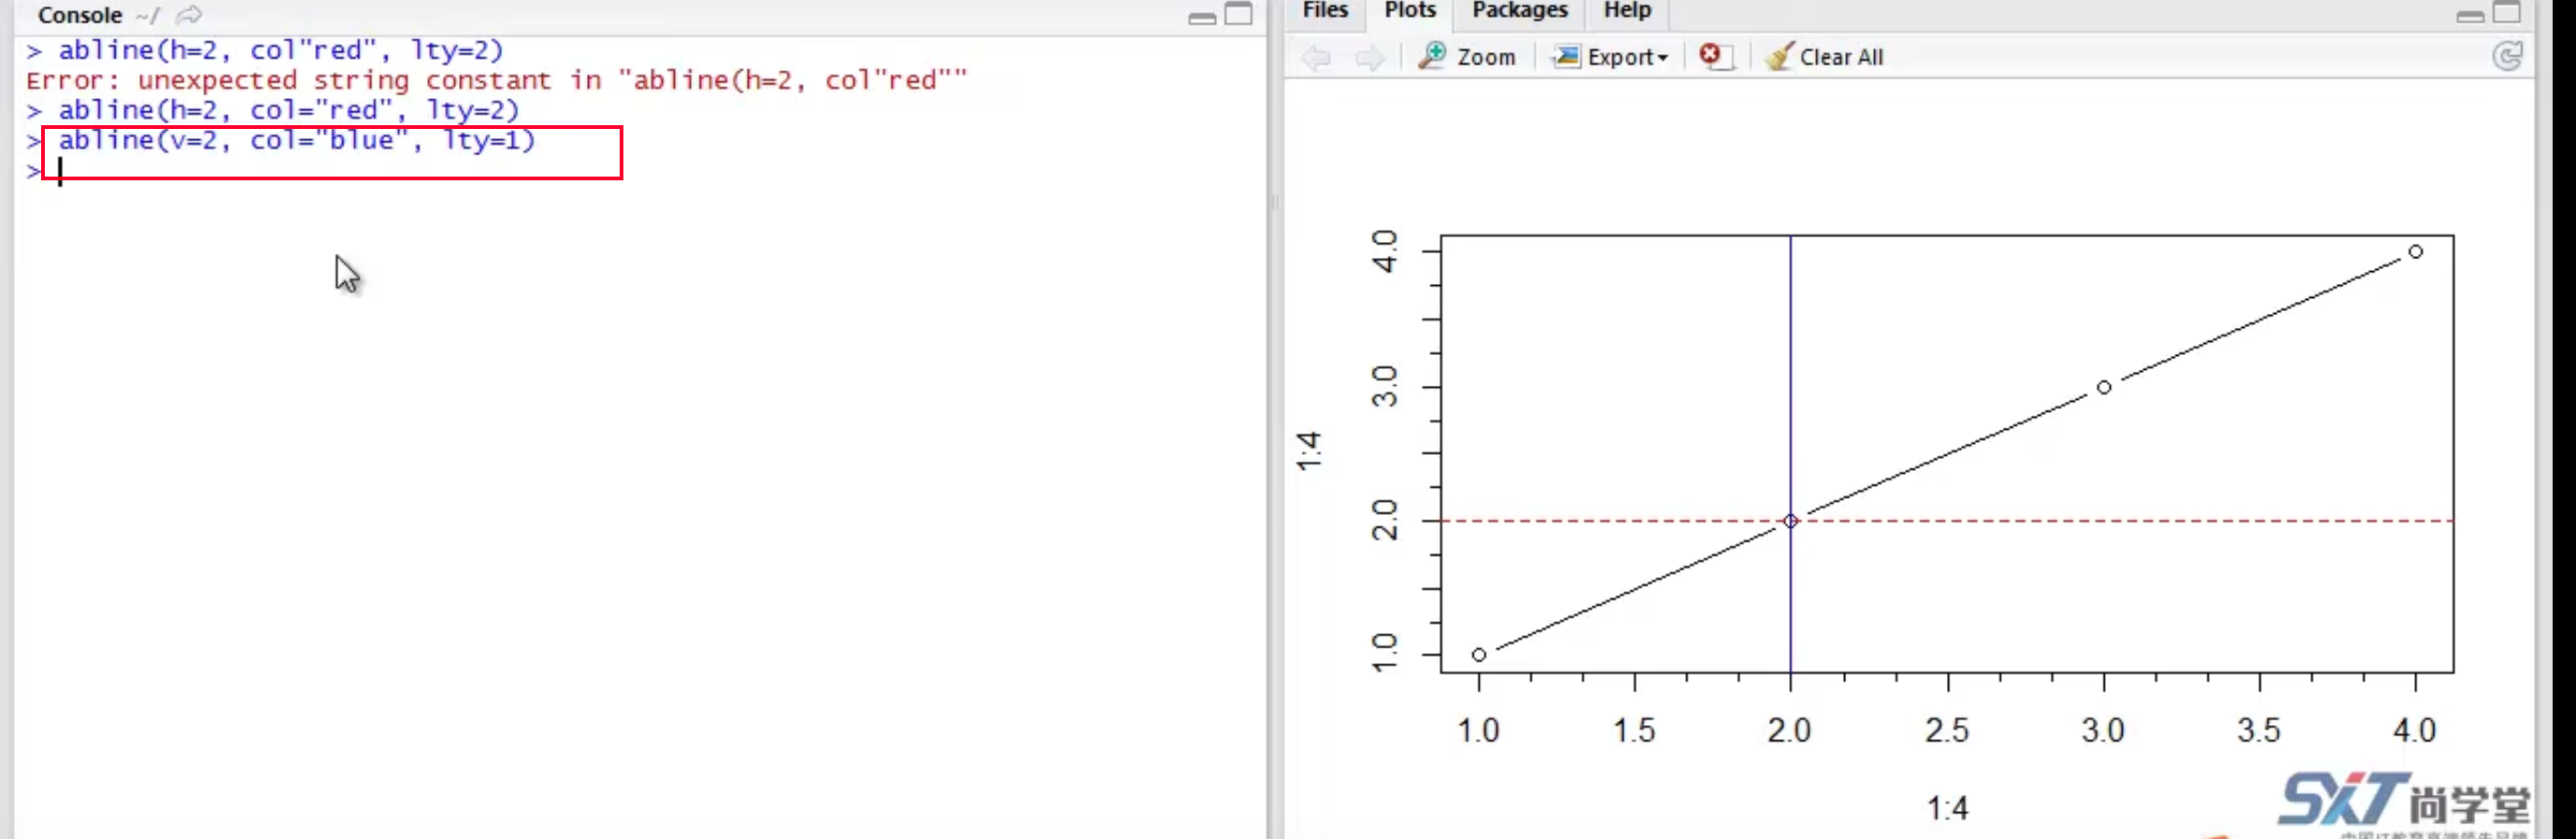 Console ~/
> abline(h=2, col"red", lty=2)
Error: unexpected string constant in "abline(h=2, col"red""
> abline(h=2, col="red", lty=2)
> abline(v=2, col="blue", lty=1)
>
Files Plots Packages Help
Zoom Export Clear All
1:4
4.0
3.0
2.0
1.0
1.0 1.5 2.0 2.5 3.0 3.5 4.0
1:4
SXT尚学堂